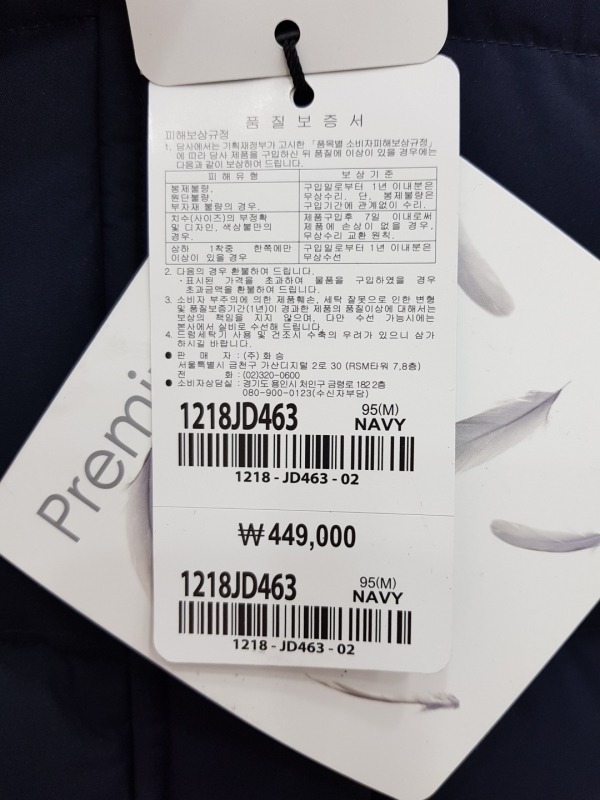 품질보증서
피해보상규정
1. 당사에서는 기획재정부가 고시한 「품목별 소비자피해보상규정」
에 따라 당사 제품을 구입하신 뒤 품질에 이상이 있을 경우에는
다음과 같이 보상하여 드립니다.
피 해 유 형 보 상 기 준
봉제불량, 구입일로부터 1년 이내분은
원단불량, 무상수리. 단, 봉제불량은
부자재 불량의 경우. 구입기간에 관계없이 수리.
치수(사이즈)의 부정확 제품구입후 7일 이내로써
및 디자인, 색상불만의 제품에 손상이 없을 경우,
경우. 무상수리 교환 원칙.
상하 1착중 한쪽에만 구입일로부터 1년 이내분은
이상이 있을 경우 무상수선
2. 다음의 경우 환불하여 드립니다.
· 표시된 가격을 초과하여 물품을 구입하였을 경우
초과금액을 환불하여 드립니다.
3. 소비자 부주의에 의한 제품훼손, 세탁 잘못으로 인한 변형
및 품질보증기간(1년)이 경과한 제품의 품질이상에 대해서는
보상의 책임을 지지 않으며, 다만 수선 가능시에는
본사에서 실비로 수선해 드립니다.
4. 드럼세탁기 사용 및 건조시 수축의 우려가 있으니 삼가
하시길 바랍니다.
● 판 매 자 : (주) 화 승
서울특별시 금천구 가산디지털 2로 30 (RSM타워 7,8층)
전 화 : (02)320-0600
● 소비자상담실 : 경기도 용인시 처인구 금령로 182 2층
080-900-0123(수신자부담)
1218JD463 95(M)
NAVY
1218 - JD463 - 02
₩449,000
1218JD463 95(M)
NAVY
1218 - JD463 - 02
Premi